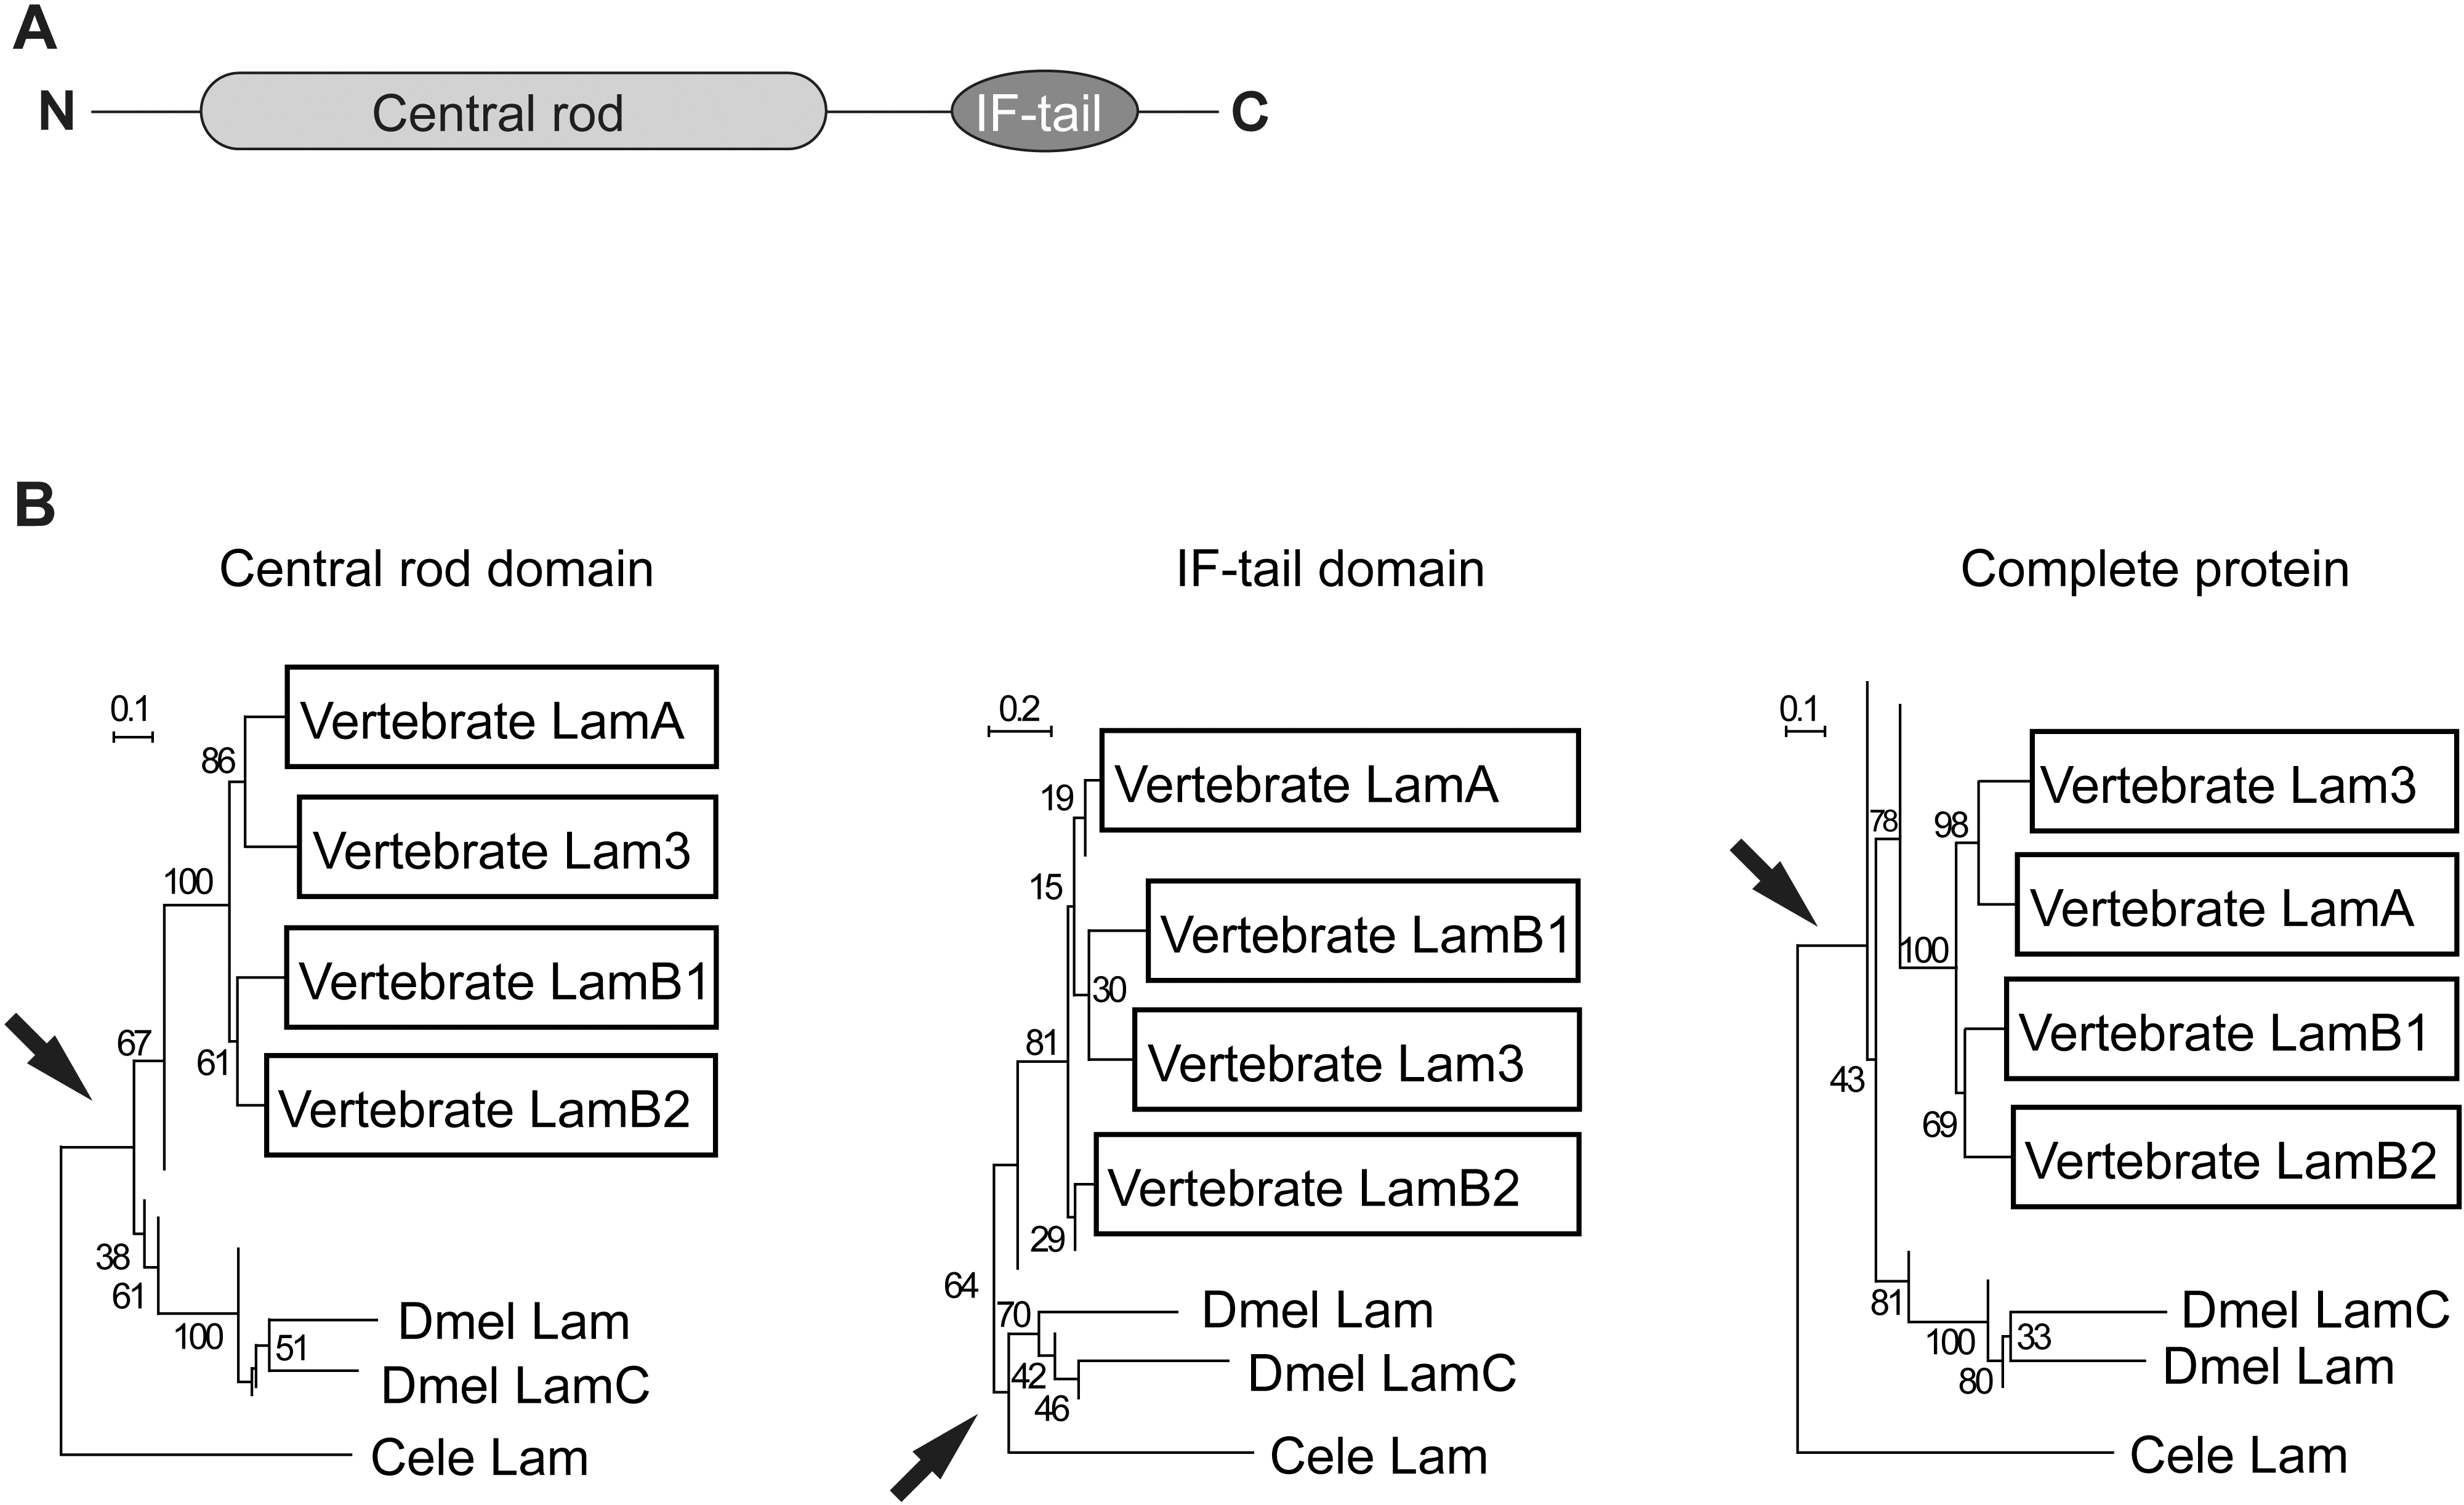 A
N
Central rod
IF-tail
C
B
Central rod domain
IF-tail domain
Complete protein
0.1
Vertebrate LamA
86
Vertebrate Lam3
100
Vertebrate LamB1
67
61
Vertebrate LamB2
38
61
100
Dmel Lam
51
Dmel LamC
Cele Lam
0.2
Vertebrate LamA
19
15
Vertebrate LamB1
30
81
Vertebrate Lam3
Vertebrate LamB2
29
64
70
Dmel Lam
42
Dmel LamC
46
Cele Lam
0.1
Vertebrate Lam3
78
98
Vertebrate LamA
100
Vertebrate LamB1
43
69
Vertebrate LamB2
81
Dmel LamC
100
33
80
Dmel Lam
Cele Lam